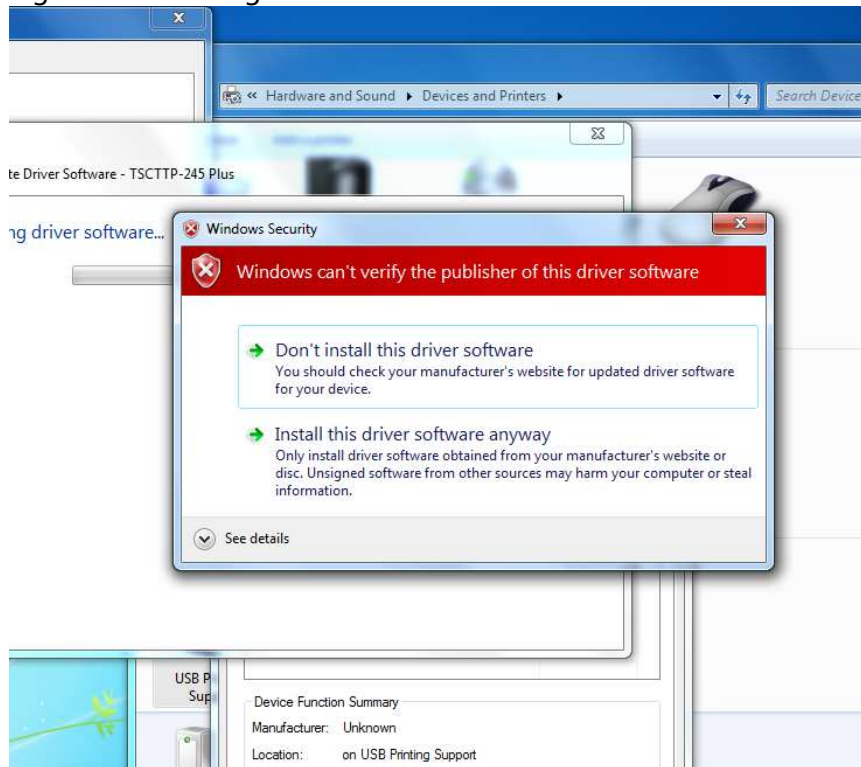 « Hardware and Sound ▸ Devices and Printers ▸
Search Device
te Driver Software - TSCTTP-245 Plus
ng driver software...
Windows Security
Windows can't verify the publisher of this driver software
Don't install this driver software
You should check your manufacturer's website for updated driver software
for your device.
Install this driver software anyway
Only install driver software obtained from your manufacturer's website or
disc. Unsigned software from other sources may harm your computer or steal
information.
See details
USB P
Sup
Device Function Summary
Manufacturer: Unknown
Location: on USB Printing Support